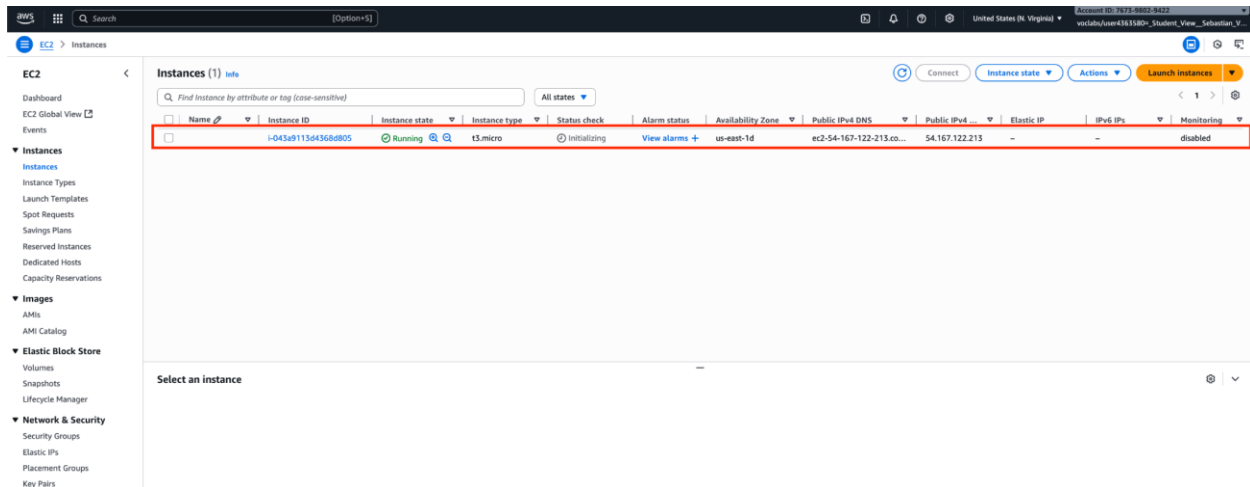 aws Search [Option+S] United States (N. Virginia) Account ID: 7673-9802-9422
voclabs/user4363580=_Student_View__Sebastian_V...
EC2 > Instances
EC2
Dashboard
EC2 Global View
Events
Instances
Instances
Instance Types
Launch Templates
Spot Requests
Savings Plans
Reserved Instances
Dedicated Hosts
Capacity Reservations
Images
AMIs
AMI Catalog
Elastic Block Store
Volumes
Snapshots
Lifecycle Manager
Network & Security
Security Groups
Elastic IPs
Placement Groups
Key Pairs
Instances (1) Info Connect Instance state Actions Launch instances
Find Instance by attribute or tag (case-sensitive) All states 1
Name Instance ID Instance state Instance type Status check Alarm status Availability Zone Public IPv4 DNS Public IPv4 ... Elastic IP IPv6 IPs Monitoring
i-043a9113d4368d805 Running t3.micro Initializing View alarms + us-east-1d ec2-54-167-122-213.co... 54.167.122.213 – – disabled
Select an instance